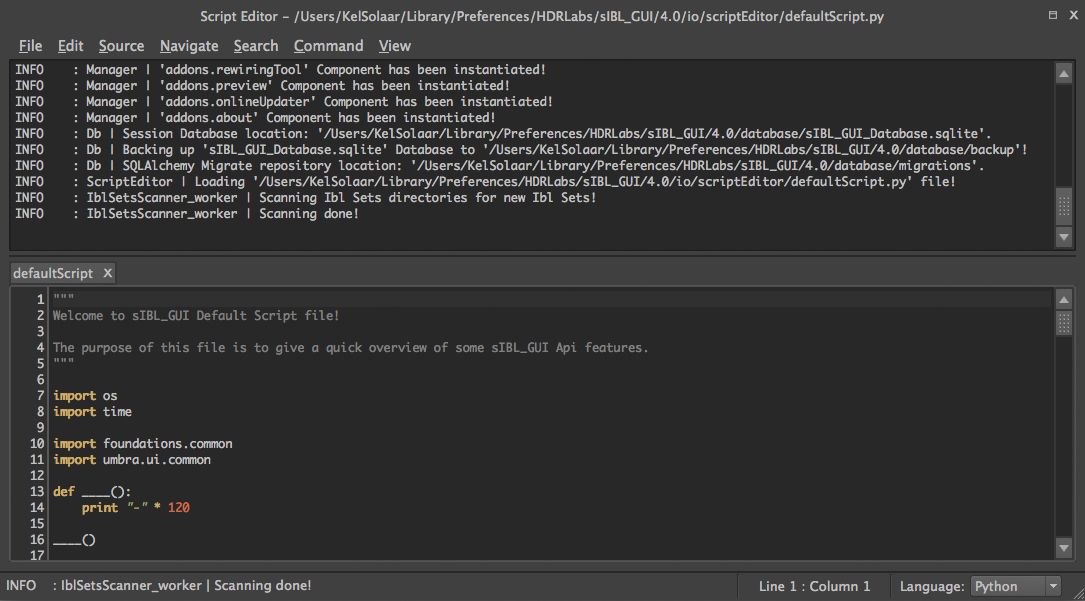 Script Editor - /Users/KelSolaar/Library/Preferences/HDRLabs/sIBL_GUI/4.0/io/scriptEditor/defaultScript.py
File Edit Source Navigate Search Command View
INFO    : Manager | 'addons.rewiringTool' Component has been instantiated!
INFO    : Manager | 'addons.preview' Component has been instantiated!
INFO    : Manager | 'addons.onlineUpdater' Component has been instantiated!
INFO    : Manager | 'addons.about' Component has been instantiated!
INFO    : Db | Session Database location: '/Users/KelSolaar/Library/Preferences/HDRLabs/sIBL_GUI/4.0/database/sIBL_GUI_Database.sqlite'.
INFO    : Db | Backing up 'sIBL_GUI_Database.sqlite' Database to '/Users/KelSolaar/Library/Preferences/HDRLabs/sIBL_GUI/4.0/database/backup'!
INFO    : Db | SQLAlchemy Migrate repository location: '/Users/KelSolaar/Library/Preferences/HDRLabs/sIBL_GUI/4.0/database/migrations'.
INFO    : ScriptEditor | Loading '/Users/KelSolaar/Library/Preferences/HDRLabs/sIBL_GUI/4.0/io/scriptEditor/defaultScript.py' file!
INFO    : IblSetsScanner_worker | Scanning Ibl Sets directories for new Ibl Sets!
INFO    : IblSetsScanner_worker | Scanning done!
defaultScript X
1 """
2 Welcome to sIBL_GUI Default Script file!
3
4 The purpose of this file is to give a quick overview of some sIBL_GUI Api features.
5 """
6
7 import os
8 import time
9
10 import foundations.common
11 import umbra.ui.common
12
13 def ____():
14     print "-" * 120
15
16 ____()
17
INFO    : IblSetsScanner_worker | Scanning done! Line 1 : Column 1 Language: Python